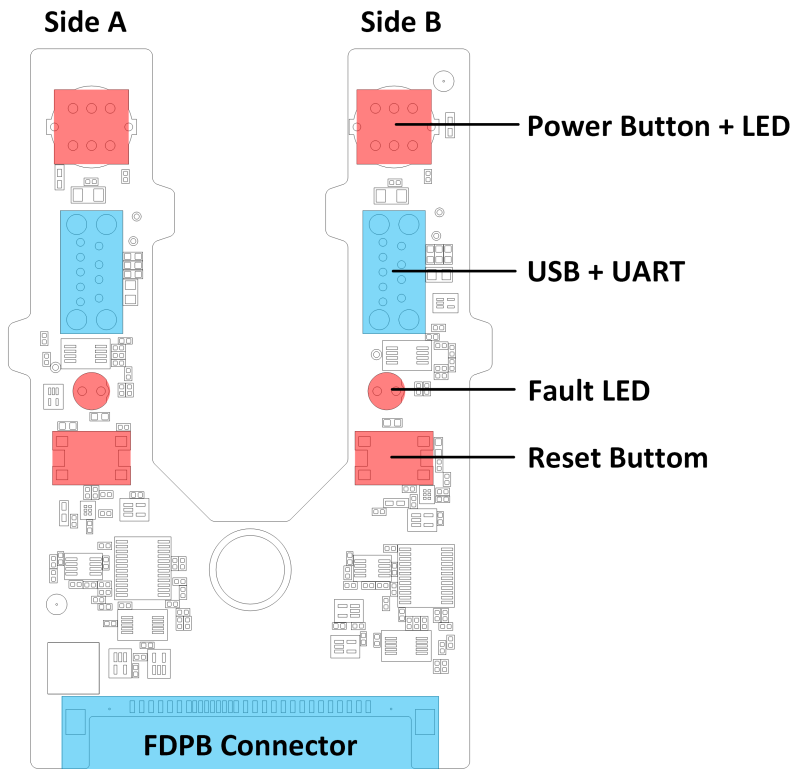 Side A
Side B
Power Button + LED
USB + UART
Fault LED
Reset Buttom
FDPB Connector